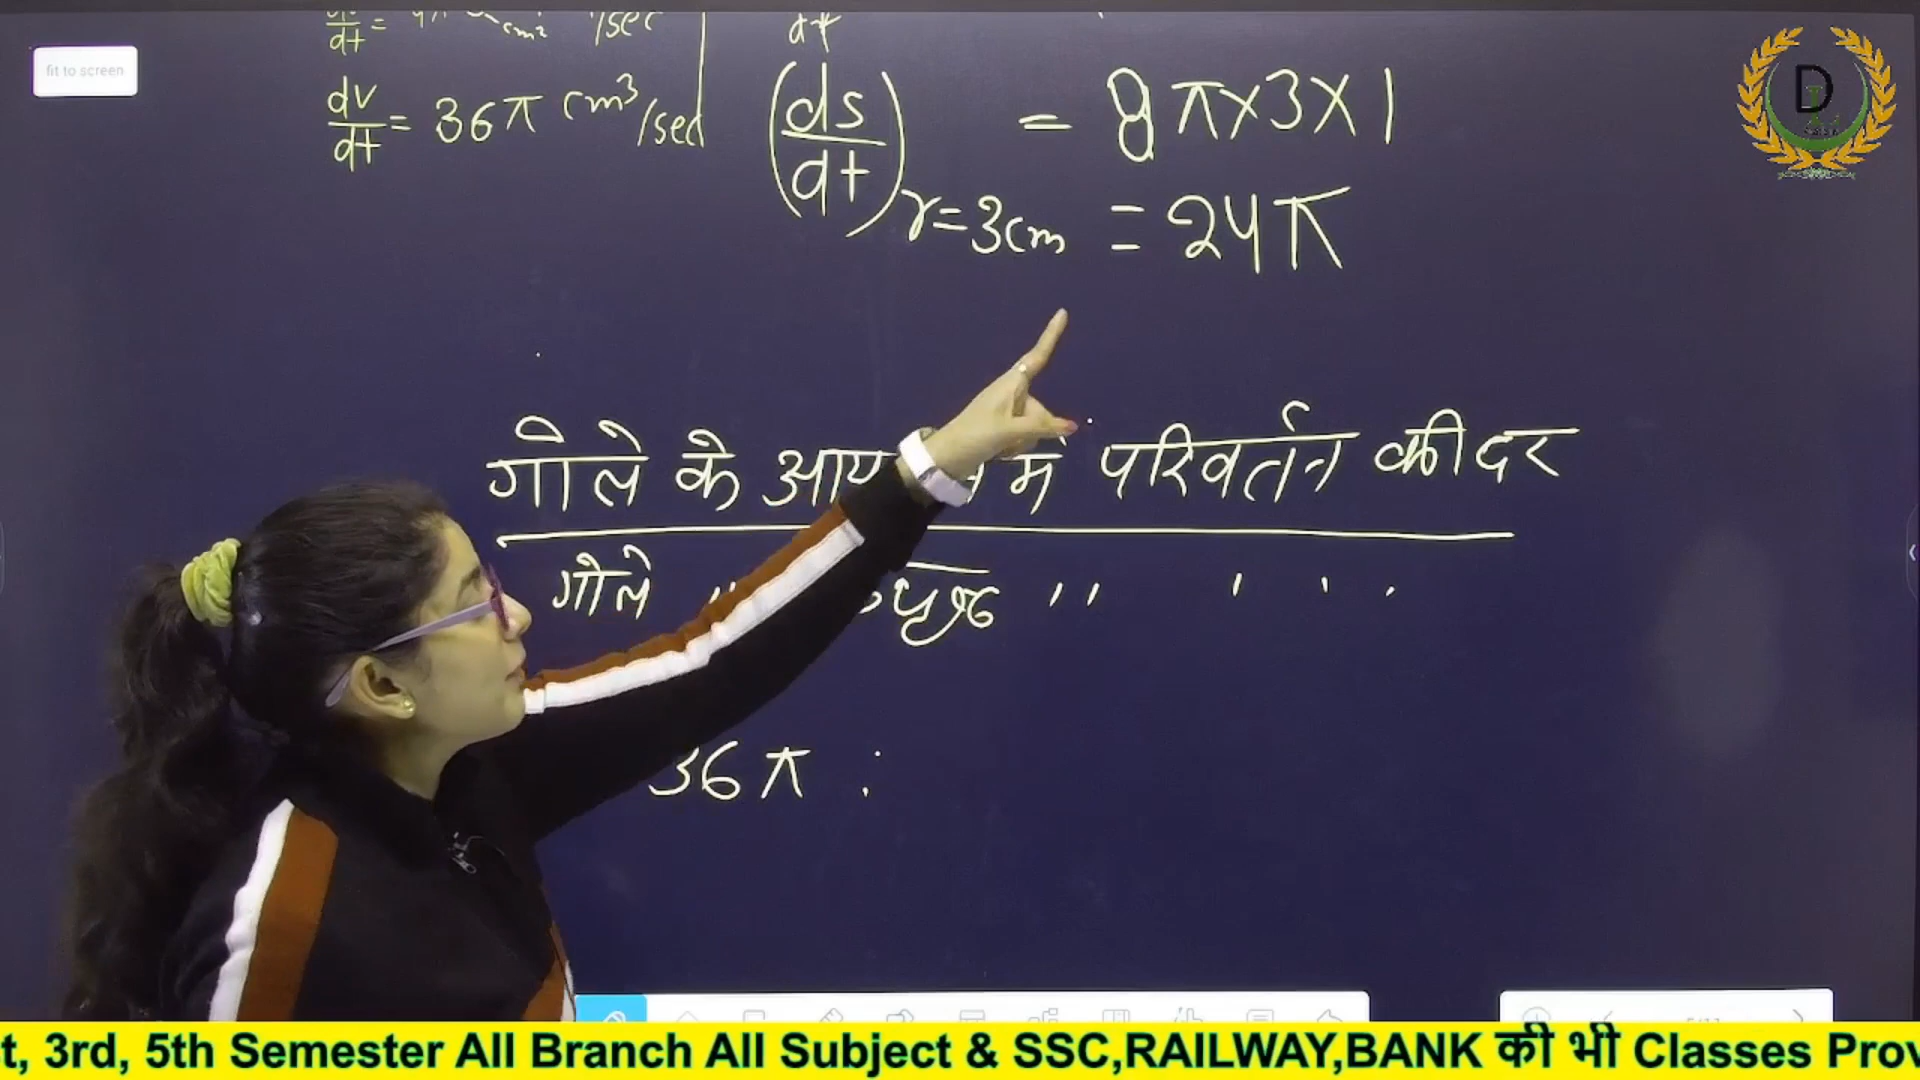 fit to screen
dv/dt = 36π cm³/sec
(ds/dt) r=3cm = 8π×3×1
= 24π
गोले के में परिवर्तन की दर
गोले " पृष्ठ " ' ' '
36π :
D
t, 3rd, 5th Semester All Branch All Subject & SSC,RAILWAY,BANK की भी Classes Prov